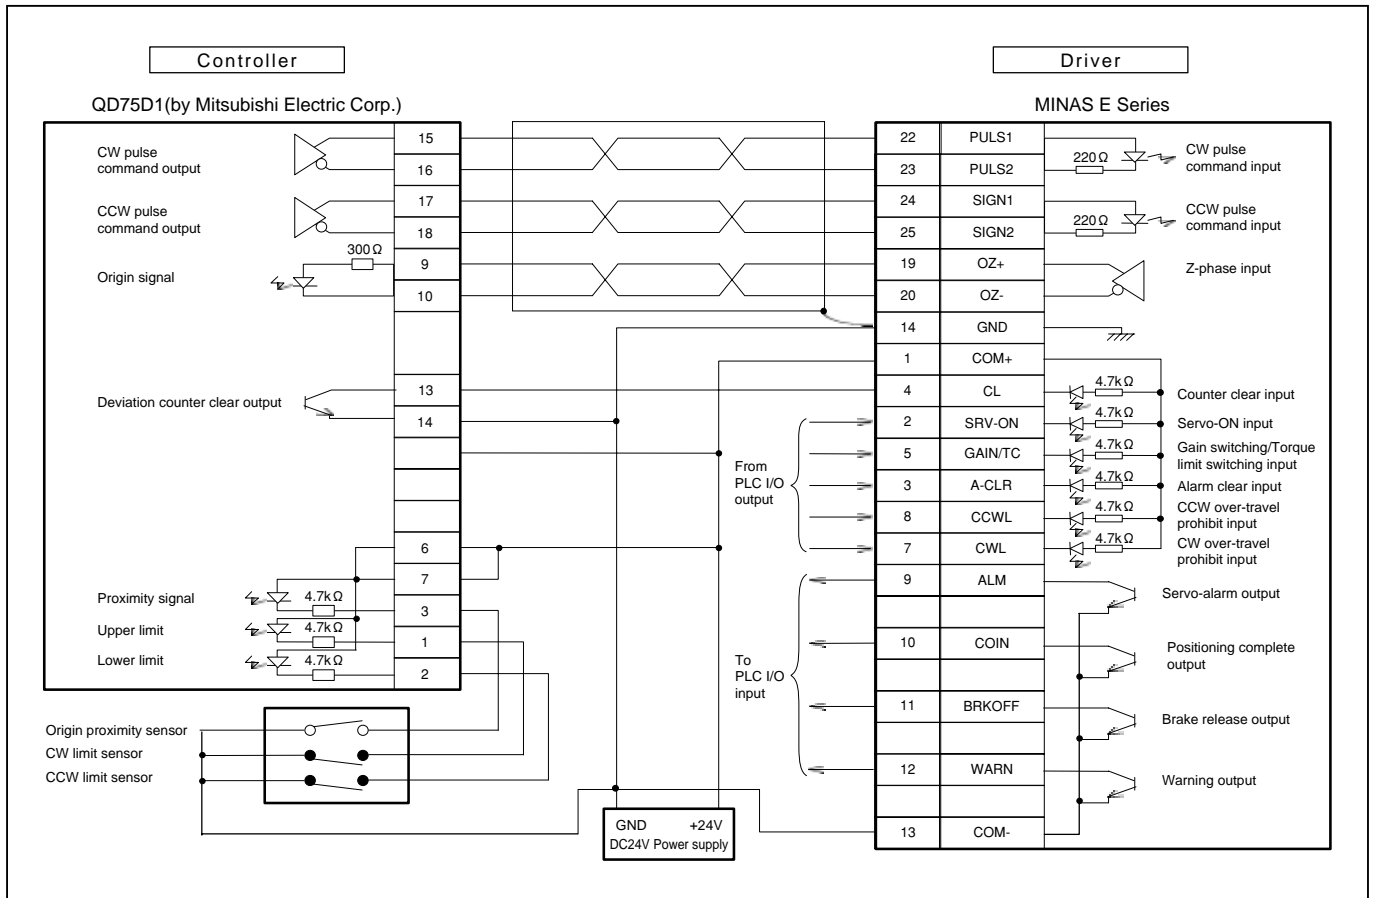 Controller
Driver
QD75D1(by Mitsubishi Electric Corp.)
MINAS E Series
CW pulse
command output
15
16
CCW pulse
command output
17
18
300Ω
Origin signal
9
10
Deviation counter clear output
13
14
6
7
Proximity signal
4.7kΩ
3
Upper limit
4.7kΩ
1
Lower limit
4.7kΩ
2
Origin proximity sensor
CW limit sensor
CCW limit sensor
GND +24V
DC24V Power supply
From
PLC I/O
output
To
PLC I/O
input
22 PULS1
23 PULS2
220Ω
CW pulse
command input
24 SIGN1
25 SIGN2
220Ω
CCW pulse
command input
19 OZ+
20 OZ-
Z-phase input
14 GND
1 COM+
4 CL
4.7kΩ
Counter clear input
2 SRV-ON
4.7kΩ
Servo-ON input
5 GAIN/TC
4.7kΩ
Gain switching/Torque
limit switching input
3 A-CLR
4.7kΩ
Alarm clear input
8 CCWL
4.7kΩ
CCW over-travel
prohibit input
7 CWL
4.7kΩ
CW over-travel
prohibit input
9 ALM
Servo-alarm output
10 COIN
Positioning complete
output
11 BRKOFF
Brake release output
12 WARN
Warning output
13 COM-